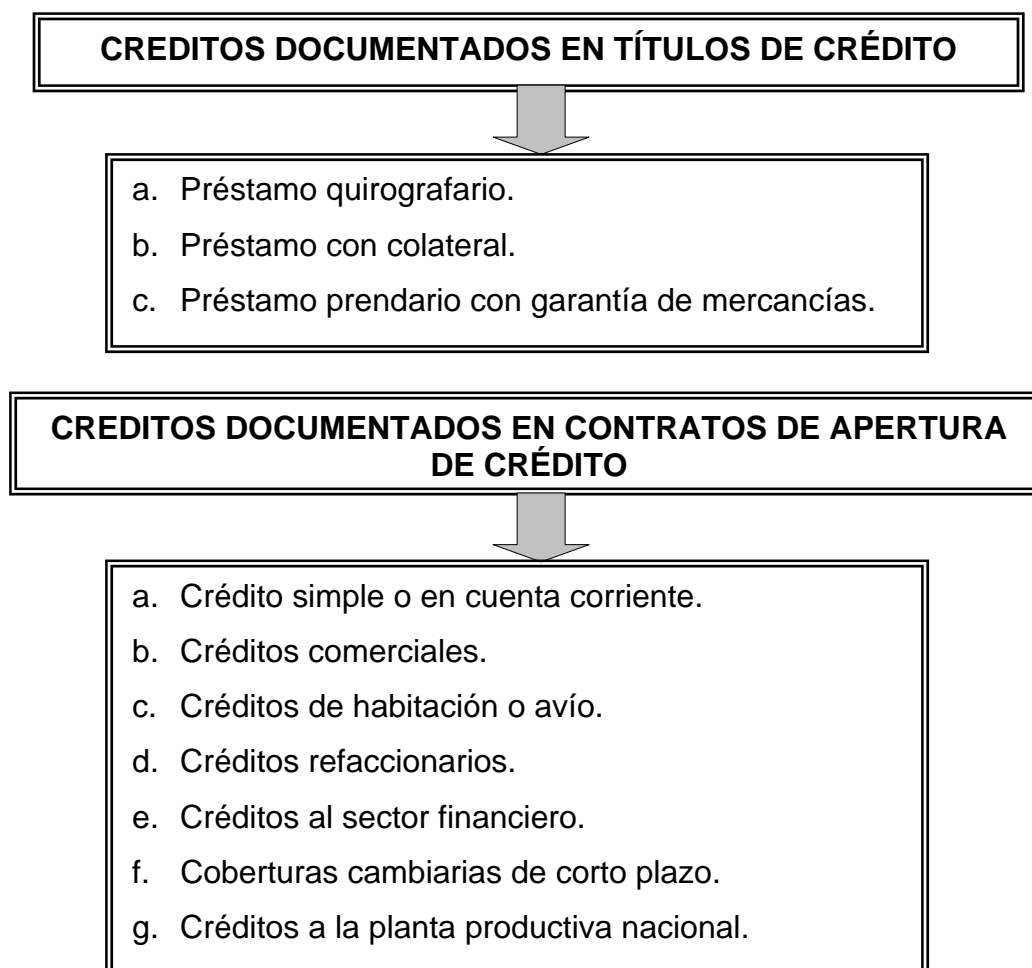 CREDITOS DOCUMENTADOS EN TÍTULOS DE CRÉDITO
a. Préstamo quirografario.
b. Préstamo con colateral.
c. Préstamo prendario con garantía de mercancías.
CREDITOS DOCUMENTADOS EN CONTRATOS DE APERTURA
DE CRÉDITO
a. Crédito simple o en cuenta corriente.
b. Créditos comerciales.
c. Créditos de habitación o avío.
d. Créditos refaccionarios.
e. Créditos al sector financiero.
f. Coberturas cambiarias de corto plazo.
g. Créditos a la planta productiva nacional.